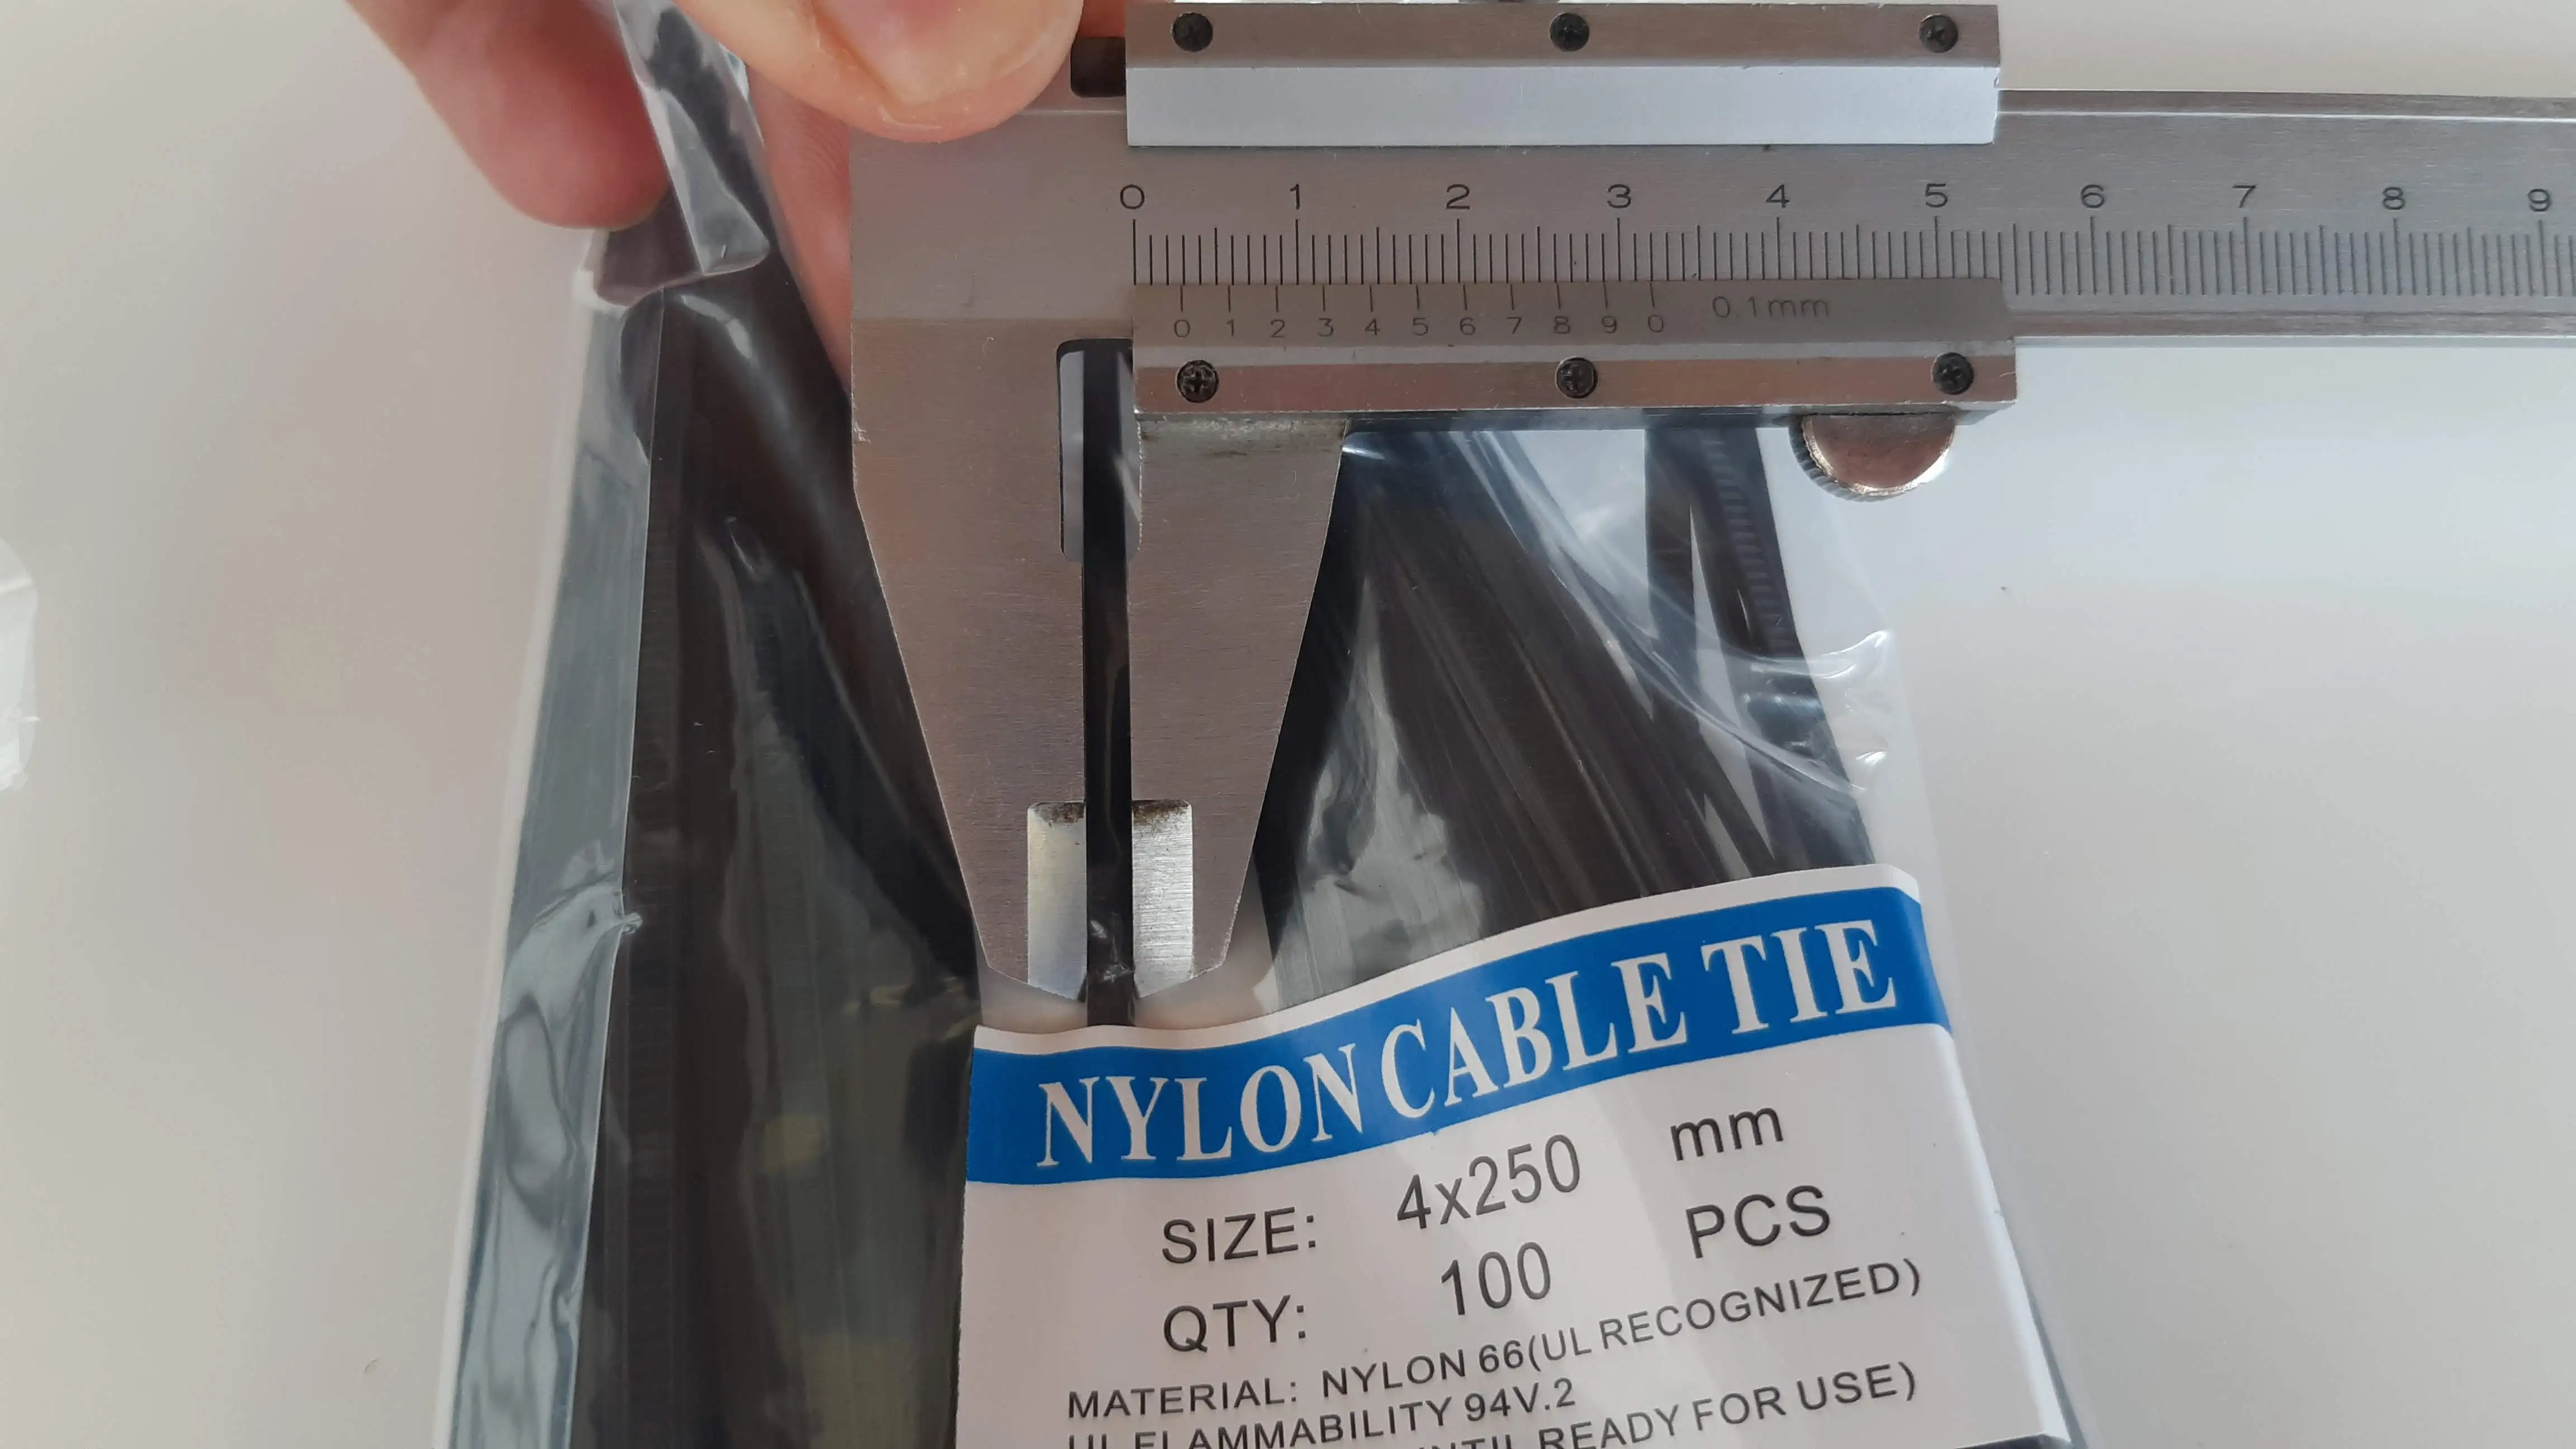 0 1 2 3 4 5 6 7 8 9
0 1 2 3 4 5 6 7 8 9 0 0.1mm
NYLON CABLE TIE
SIZE: 4x250 mm
QTY: 100 PCS
MATERIAL: NYLON 66(UL RECOGNIZED)
UL FLAMMABILITY 94V.2
UNTIL READY FOR USE)